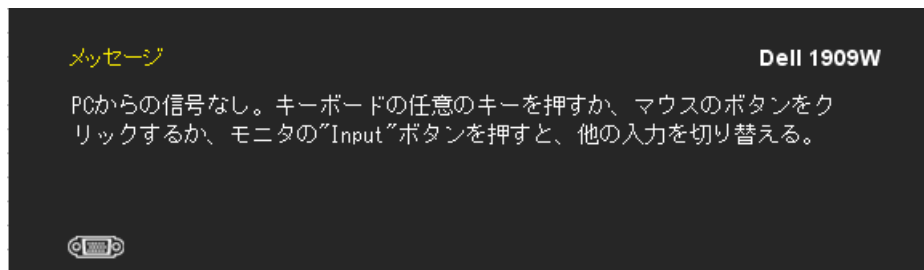 メッセージ
Dell 1909W
PCからの信号なし。キーボードの任意のキーを押すか、マウスのボタンをク
リックするか、モニタの"Input"ボタンを押すと、他の入力を切り替える。